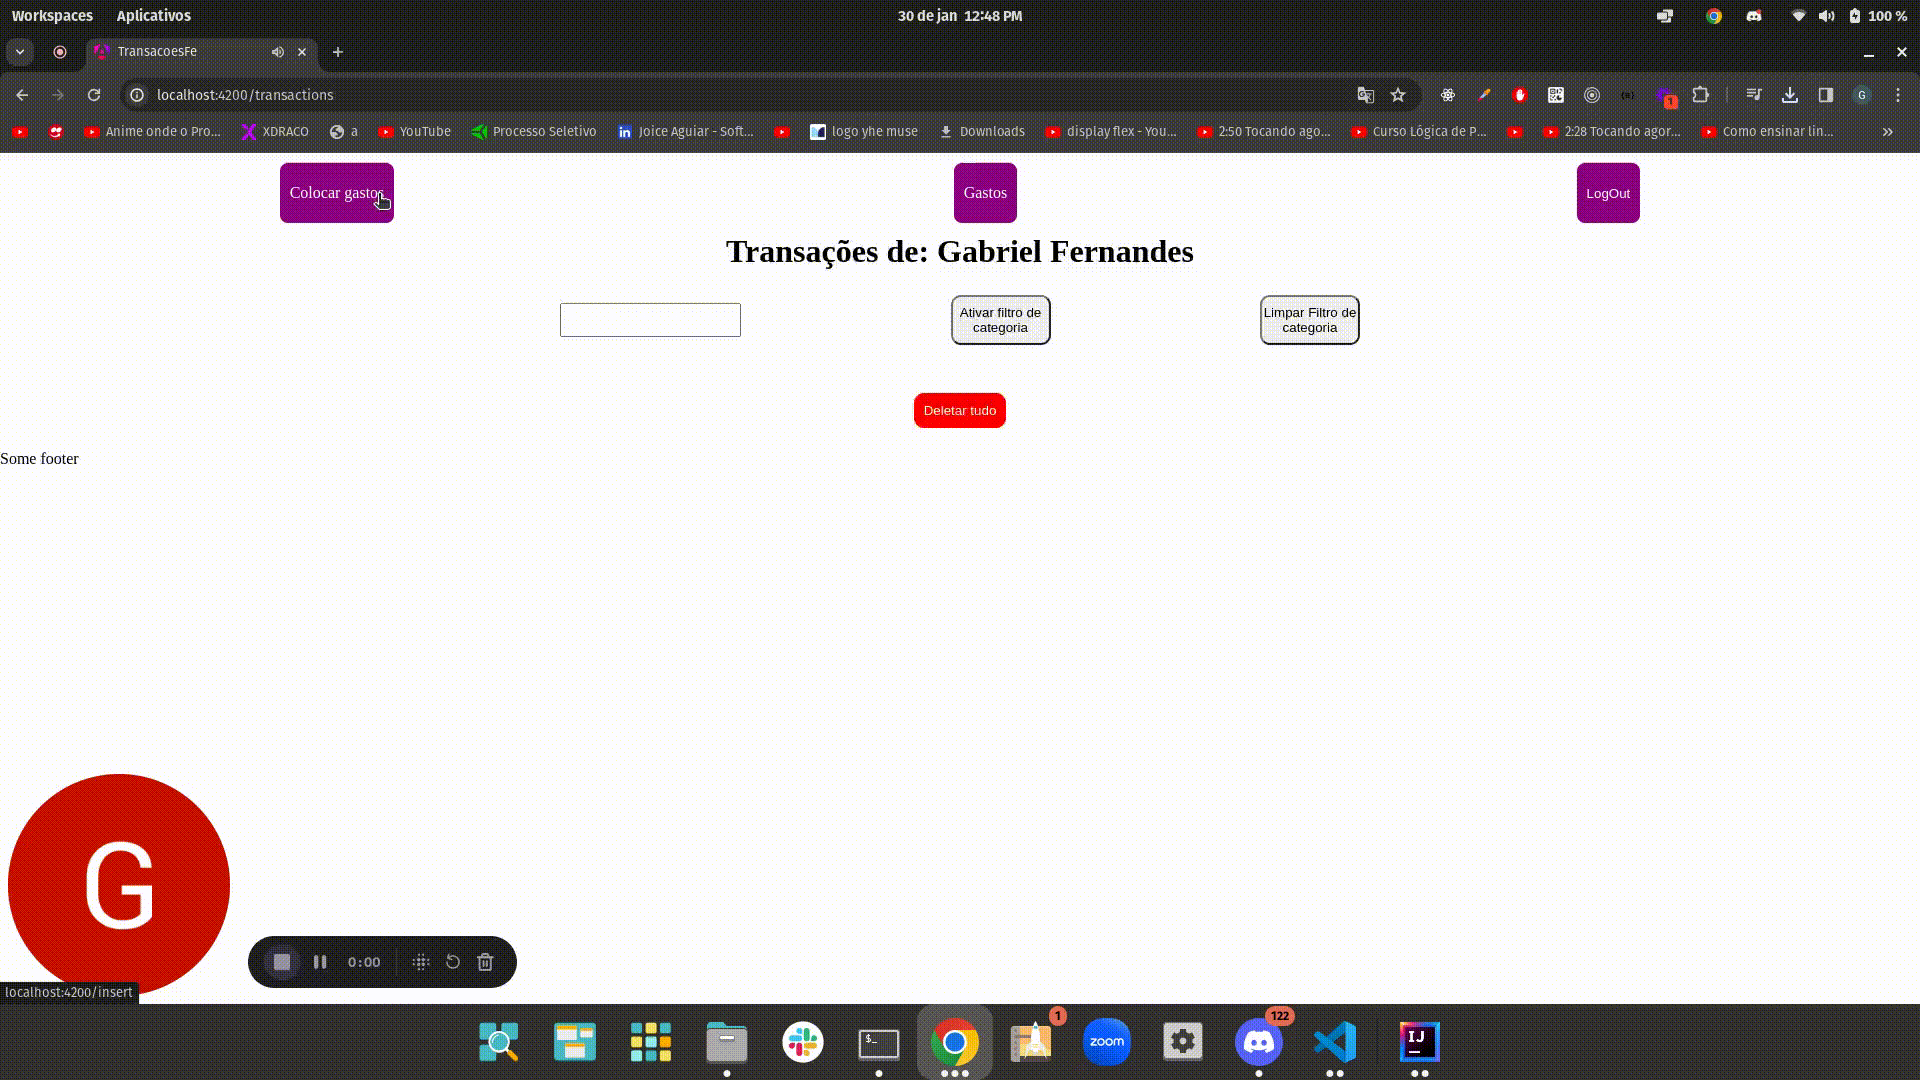 Workspaces Aplicativos 30 de jan 12:48 PM 100 %
TransacoesFe
localhost:4200/transactions 1 G
Anime onde o Pro... XDRACO a YouTube Processo Seletivo Joice Aguiar - Soft... logo yhe muse Downloads display flex - You... 2:50 Tocando ago... Curso Lógica de P... 2:28 Tocando agor... Como ensinar lin... »
Colocar gastos Gastos LogOut
Transações de: Gabriel Fernandes
Ativar filtro de
categoria
Limpar Filtro de
categoria
Deletar tudo
Some footer
G
0:00
localhost:4200/insert
$_ 1 zoom 122 IJ